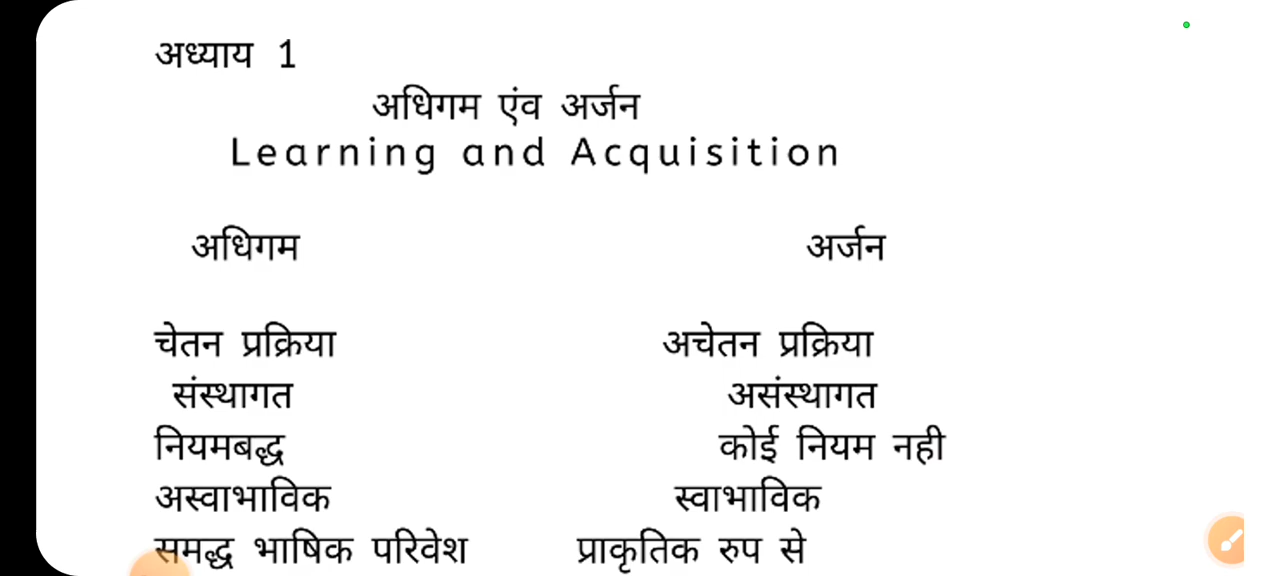 अध्याय 1
अधिगम एंव अर्जन
Learning and Acquisition
अधिगम अर्जन
चेतन प्रक्रिया अचेतन प्रक्रिया
संस्थागत असंस्थागत
नियमबद्ध कोई नियम नही
अस्वाभाविक स्वाभाविक
समद्ध भाषिक परिवेश प्राकृतिक रुप से